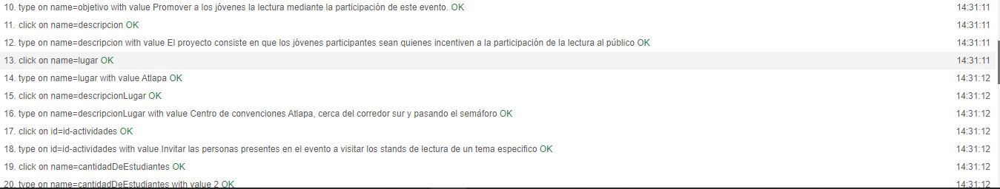 10. type on name=objetivo with value Promover a los jóvenes la lectura mediante la participación de este evento. OK 14:31:11
11. click on name=descripcion OK 14:31:11
12. type on name=descripcion with value El proyecto consiste en que los jóvenes participantes sean quienes incentiven a la participación de la lectura al público OK 14:31:11
13. click on name=lugar OK 14:31:11
14. type on name=lugar with value Atlapa OK 14:31:12
15. click on name=descripcionLugar OK 14:31:12
16. type on name=descripcionLugar with value Centro de convenciones Atlapa, cerca del corredor sur y pasando el semáforo OK 14:31:12
17. click on id=id-actividades OK 14:31:12
18. type on id=id-actividades with value Invitar las personas presentes en el evento a visitar los stands de lectura de un tema especifico OK 14:31:12
19. click on name=cantidadDeEstudiantes OK 14:31:12
20. type on name=cantidadDeEstudiantes with value 2 OK 14:31:12